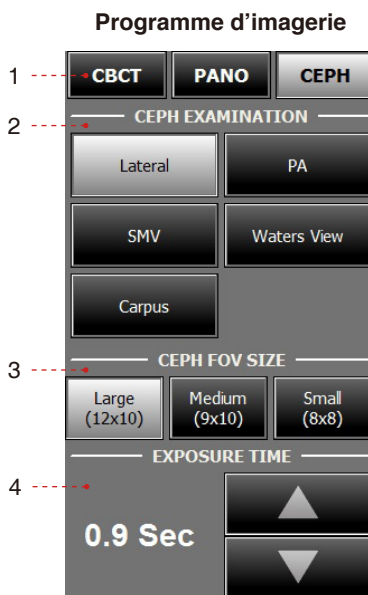 Programme d’imagerie
1
CBCT PANO CEPH
2
CEPH EXAMINATION
Lateral PA
SMV Waters View
Carpus
3
CEPH FOV SIZE
Large Medium Small
(12x10) (9x10) (8x8)
EXPOSURE TIME
4
0.9 Sec